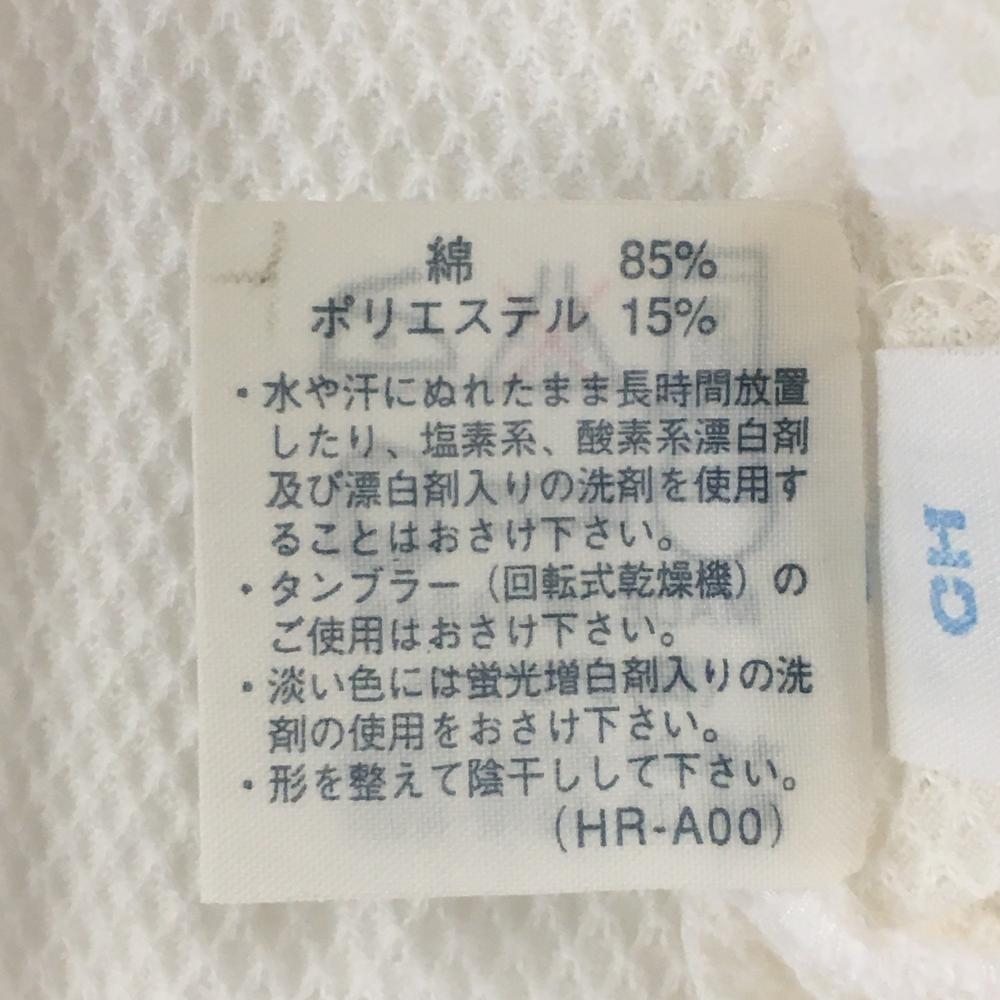 綿 85%
ポリエステル 15%
・水や汗にぬれたまま長時間放置
したり、塩素系、酸素系漂白剤
及び漂白剤入りの洗剤を使用す
ることはおさけ下さい。
・タンブラー（回転式乾燥機）の
ご使用はおさけ下さい。
・淡い色には蛍光増白剤入りの洗
剤の使用をおさけ下さい。
・形を整えて陰干しして下さい。
(HR-A00)